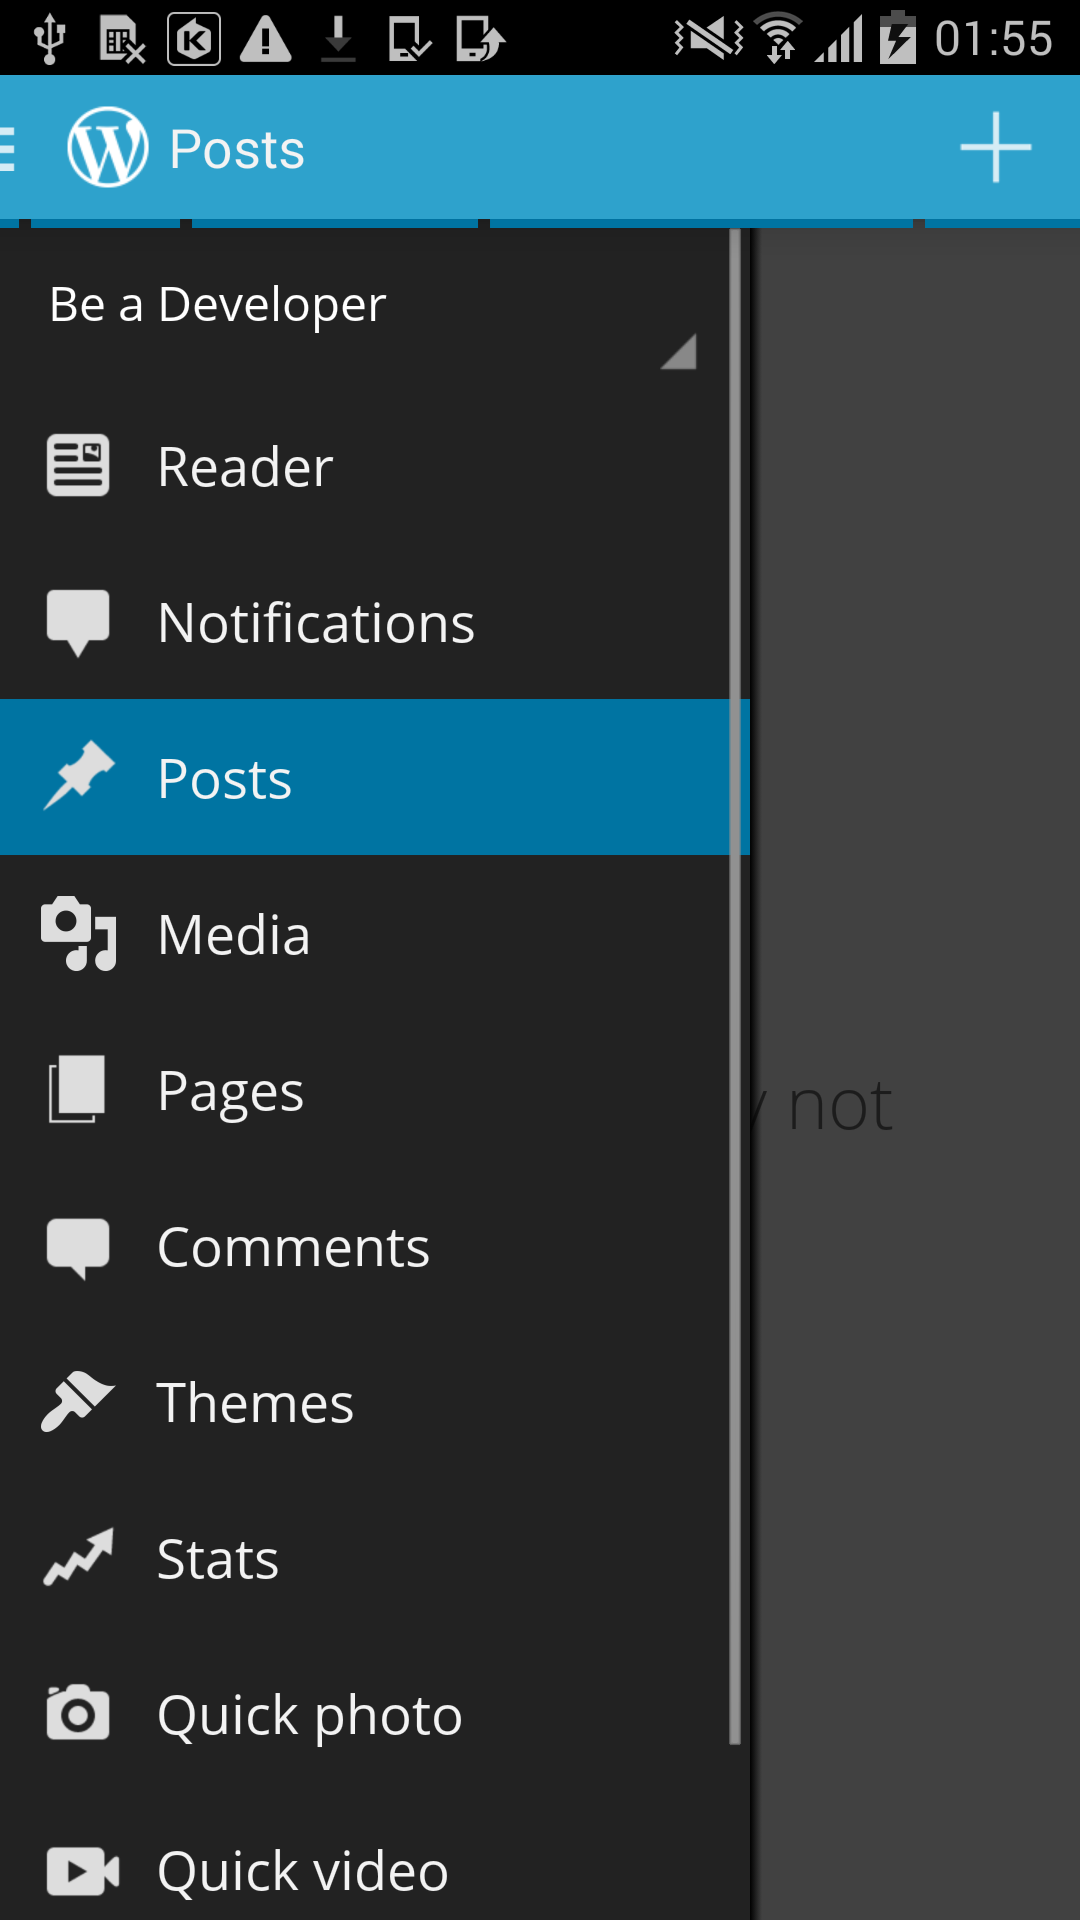 01:55
Posts
Be a Developer
Reader
Notifications
Posts
Media
Pages
not
Comments
Themes
Stats
Quick photo
Quick video